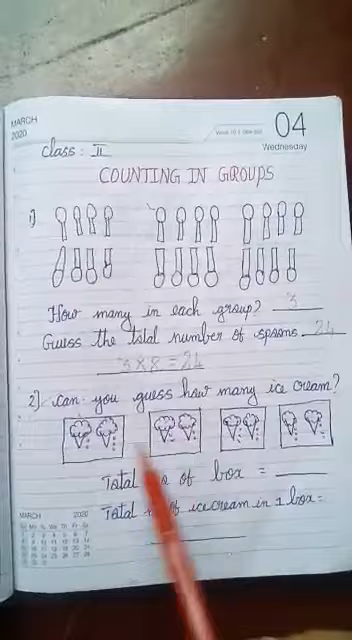 MARCH
2020
04
Wednesday
Class : II
COUNTING IN GROUPS
1)
How many in each group? 3
Guess the total number of spoons 24
3 x 8 = 24
2) Can you guess how many ice cream?
Total of box =
Total of icecream in 1 box =
MARCH 2020